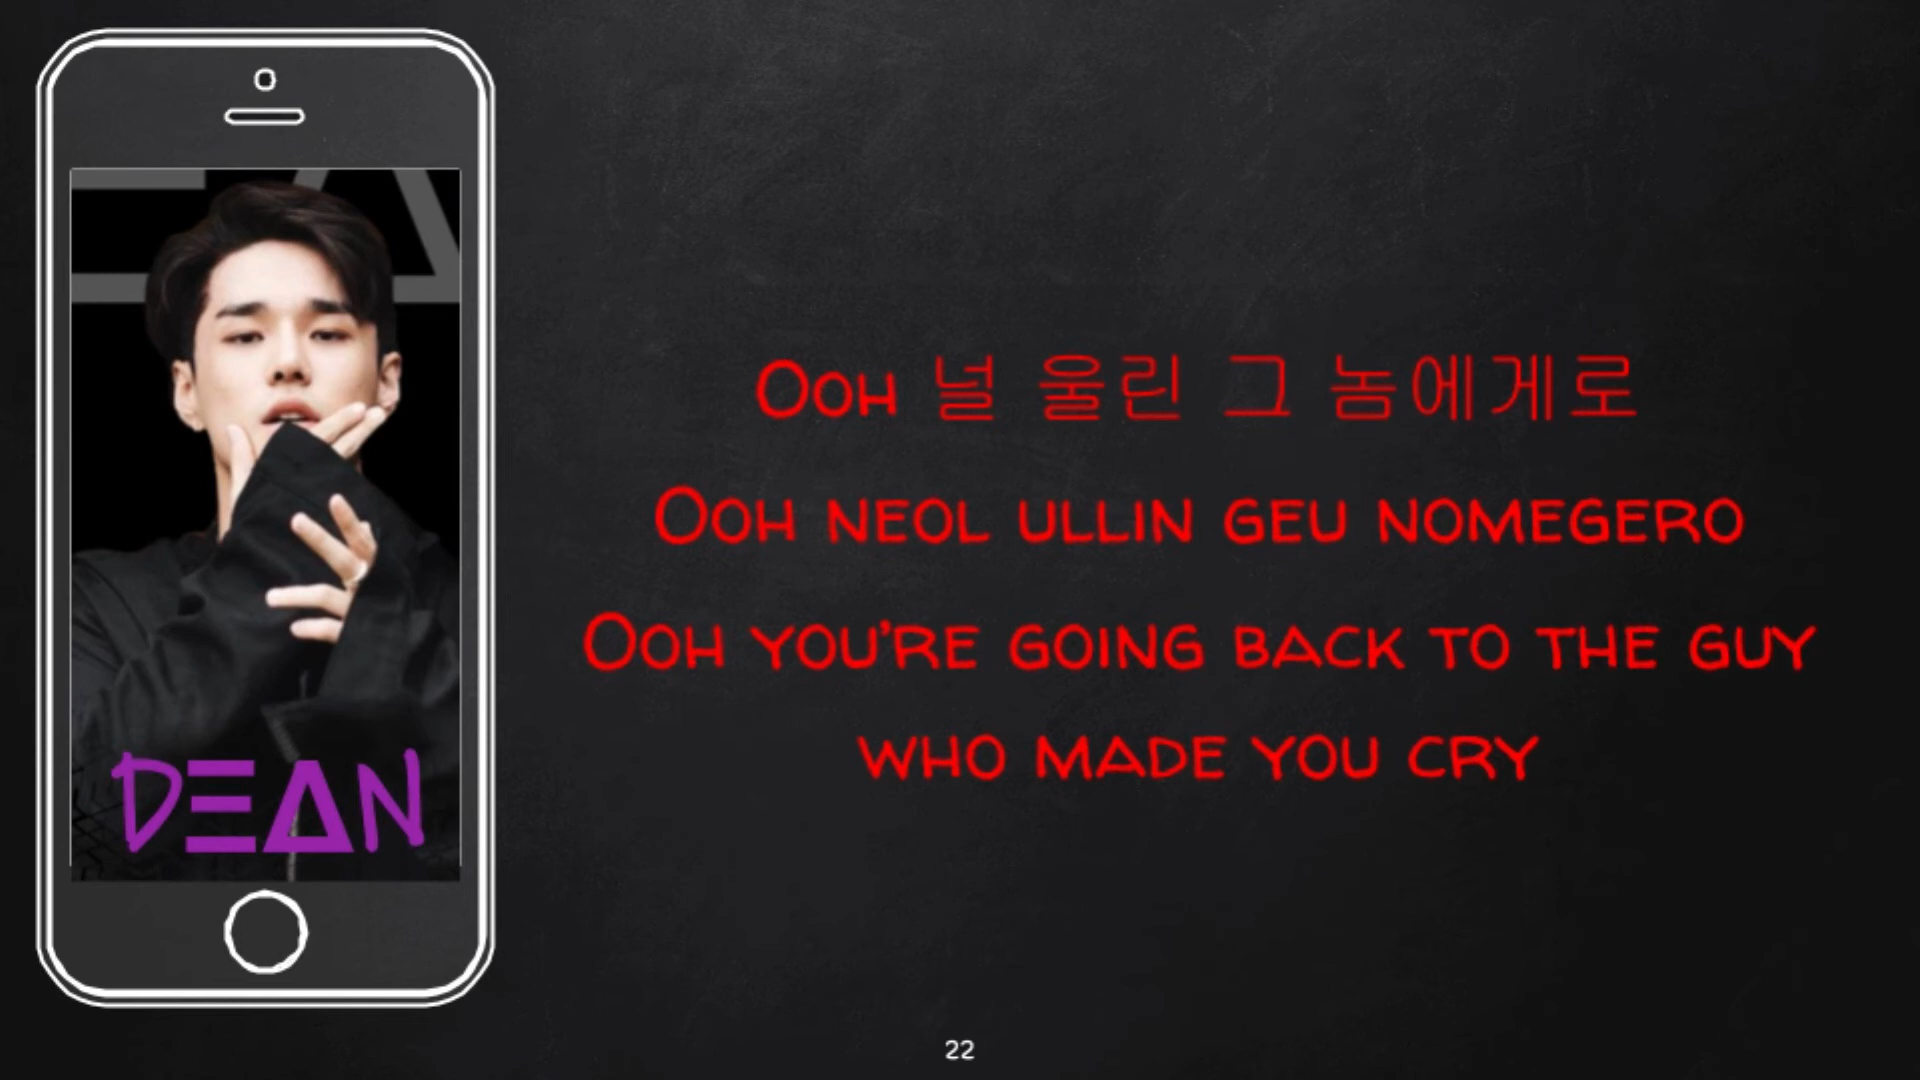 DEAN
Ooh 널 울린 그 놈에게로
Ooh neol ullin geu nomegero
Ooh you're going back to the guy
who made you cry
22